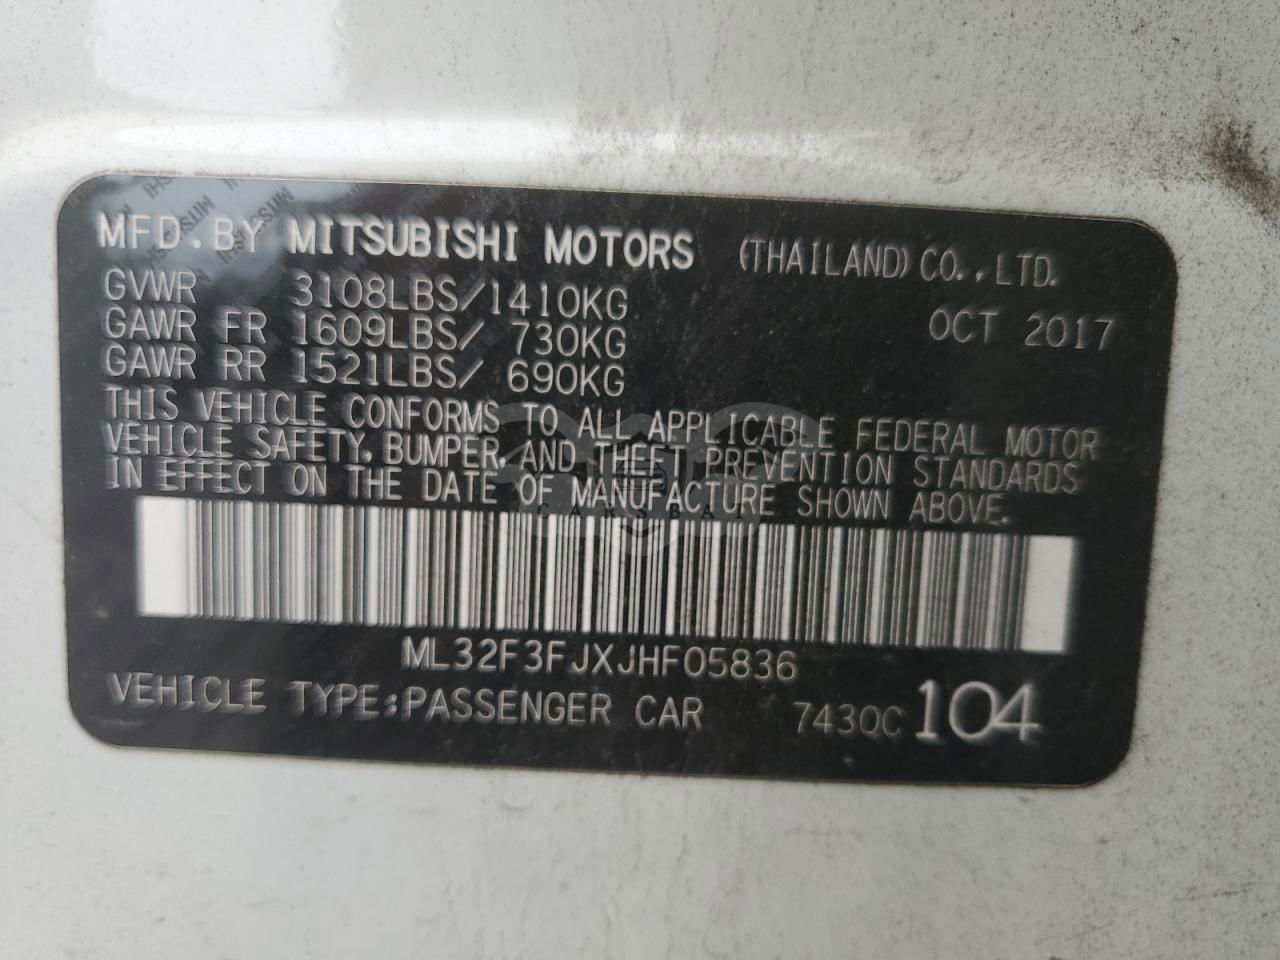 MFD.BY MITSUBISHI MOTORS (THAILAND) CO.,LTD.
GVWR 3108LBS/1410KG OCT 2017
GAWR FR 1609LBS/ 730KG
GAWR RR 1521LBS/ 690KG
THIS VEHICLE CONFORMS TO ALL APPLICABLE FEDERAL MOTOR
VEHICLE SAFETY, BUMPER, AND THEFT PREVENTION STANDARDS
IN EFFECT ON THE DATE OF MANUFACTURE SHOWN ABOVE.
ML32F3FJXJHF05836
VEHICLE TYPE:PASSENGER CAR 743QC 104